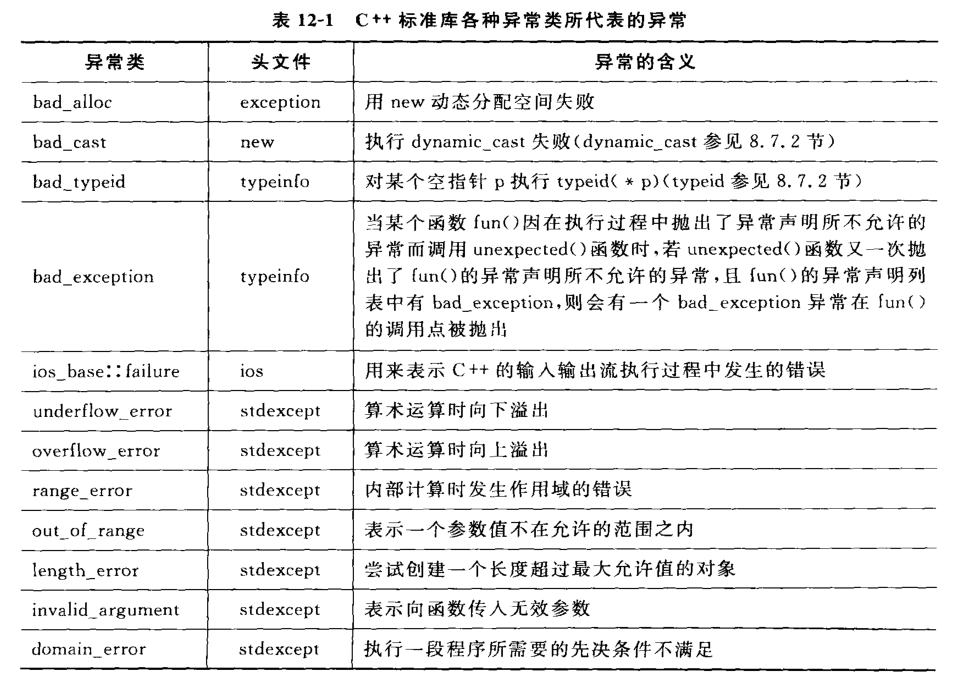 表 12-1 C++ 标准库各种异常类所代表的异常
异常类 头文件 异常的含义
bad_alloc exception 用 new 动态分配空间失败
bad_cast new 执行 dynamic_cast 失败(dynamic_cast 参见 8.7.2 节)
bad_typeid typeinfo 对某个空指针 p 执行 typeid( * p)(typeid 参见 8.7.2 节)
当某个函数 fun()因在执行过程中抛出了异常声明所不允许的
异常而调用 unexpected()函数时,若 unexpected()函数又一次抛
bad_exception typeinfo 出了 fun()的异常声明所不允许的异常,且 fun()的异常声明列
表中有 bad_exception,则会有一个 bad_exception 异常在 fun()
的调用点被抛出
ios_base::failure ios 用来表示 C++ 的输入输出流执行过程中发生的错误
underflow_error stdexcept 算术运算时向下溢出
overflow_error stdexcept 算术运算时向上溢出
range_error stdexcept 内部计算时发生作用域的错误
out_of_range stdexcept 表示一个参数值不在允许的范围之内
length_error stdexcept 尝试创建一个长度超过最大允许值的对象
invalid_argument stdexcept 表示向函数传入无效参数
domain_error stdexcept 执行一段程序所需要的先决条件不满足